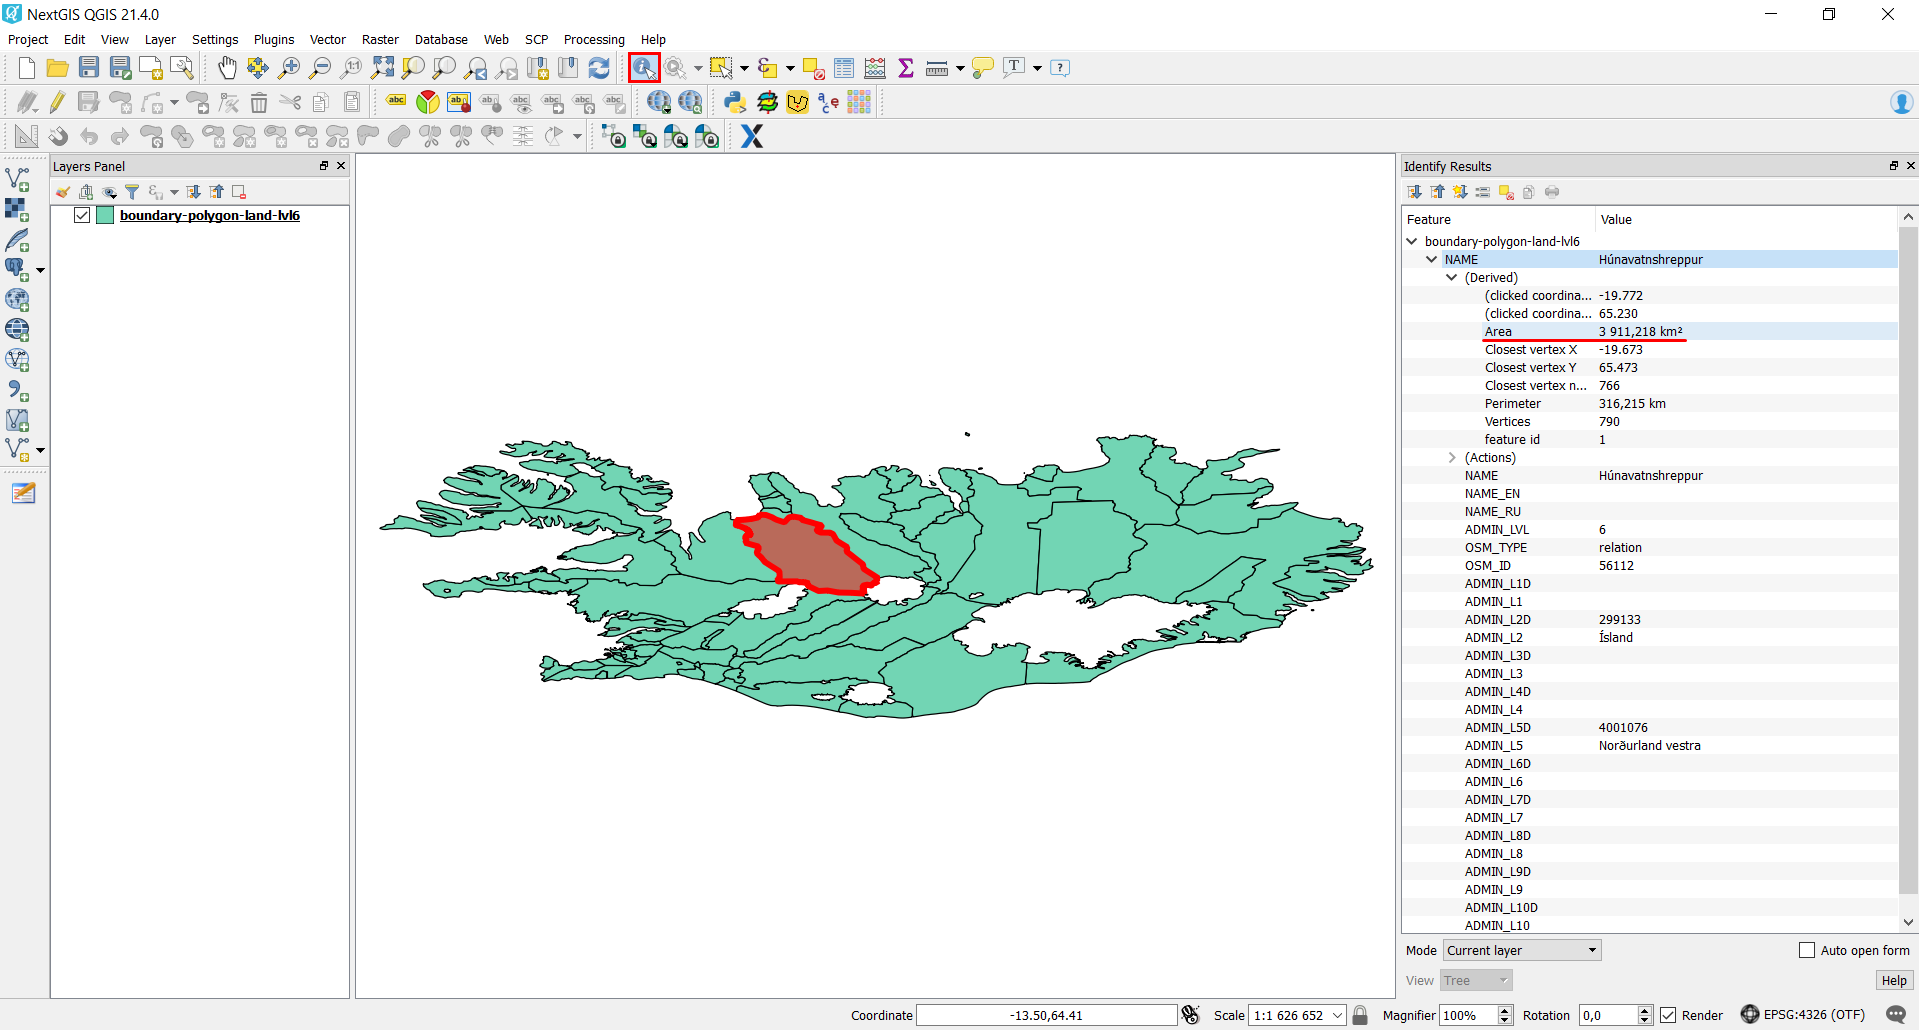 NextGIS QGIS 21.4.0
Project Edit View Layer Settings Plugins Vector Raster Database Web SCP Processing Help
Layers Panel
boundary-polygon-land-lvl6
Identify Results
Feature Value
boundary-polygon-land-lvl6
NAME Húnavatnshreppur
(Derived)
(clicked coordina... -19.772
(clicked coordina... 65.230
Area 3 911,218 km²
Closest vertex X -19.673
Closest vertex Y 65.473
Closest vertex n... 766
Perimeter 316,215 km
Vertices 790
feature id 1
(Actions)
NAME Húnavatnshreppur
NAME_EN
NAME_RU
ADMIN_LVL 6
OSM_TYPE relation
OSM_ID 56112
ADMIN_L1D
ADMIN_L1
ADMIN_L2D 299133
ADMIN_L2 Ísland
ADMIN_L3D
ADMIN_L3
ADMIN_L4D
ADMIN_L4
ADMIN_L5D 4001076
ADMIN_L5 Norðurland vestra
ADMIN_L6D
ADMIN_L6
ADMIN_L7D
ADMIN_L7
ADMIN_L8D
ADMIN_L8
ADMIN_L9D
ADMIN_L9
ADMIN_L10D
ADMIN_L10
Mode Current layer Auto open form
View Tree Help
Coordinate -13.50,64.41 Scale 1:1 626 652 Magnifier 100% Rotation 0,0 Render EPSG:4326 (OTF)